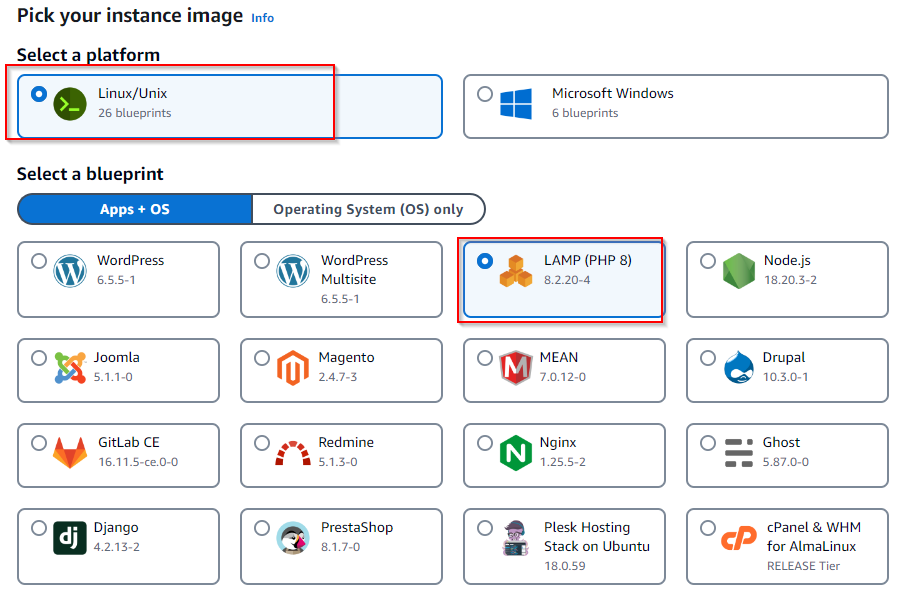 Pick your instance image Info
Select a platform
Linux/Unix
26 blueprints
Microsoft Windows
6 blueprints
Select a blueprint
Apps + OS
Operating System (OS) only
WordPress
6.5.5-1
WordPress
Multisite
6.5.5-1
LAMP (PHP 8)
8.2.20-4
Node.js
18.20.3-2
Joomla
5.1.1-0
Magento
2.4.7-3
MEAN
7.0.12-0
Drupal
10.3.0-1
GitLab CE
16.11.5-ce.0-0
Redmine
5.1.3-0
Nginx
1.25.5-2
Ghost
5.87.0-0
dj
Django
4.2.13-2
PrestaShop
8.1.7-0
Plesk Hosting
Stack on Ubuntu
18.0.59
cP
cPanel & WHM
for AlmaLinux
RELEASE Tier